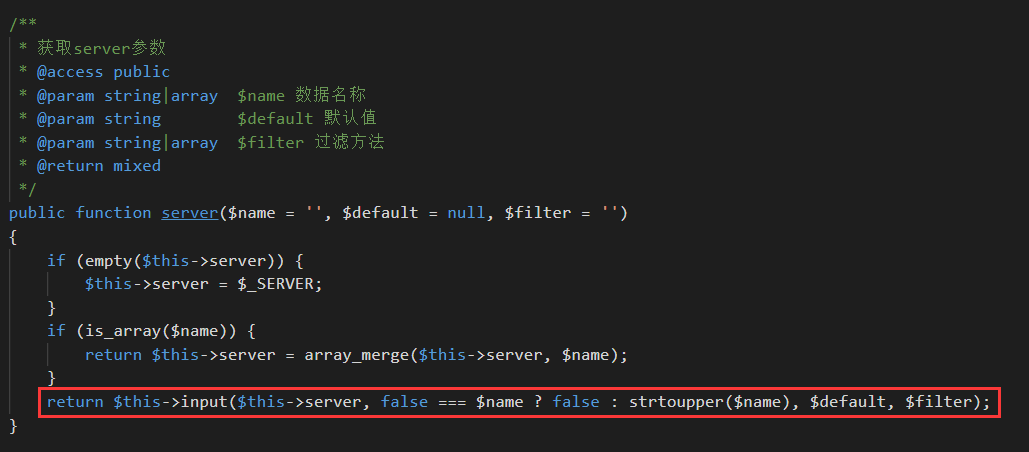 /**
 * 获取server参数
 * @access public
 * @param string|array  $name 数据名称
 * @param string        $default 默认值
 * @param string|array  $filter 过滤方法
 * @return mixed
 */
public function server($name = '', $default = null, $filter = '')
{
    if (empty($this->server)) {
        $this->server = $_SERVER;
    }
    if (is_array($name)) {
        return $this->server = array_merge($this->server, $name);
    }
    return $this->input($this->server, false === $name ? false : strtoupper($name), $default, $filter);
}